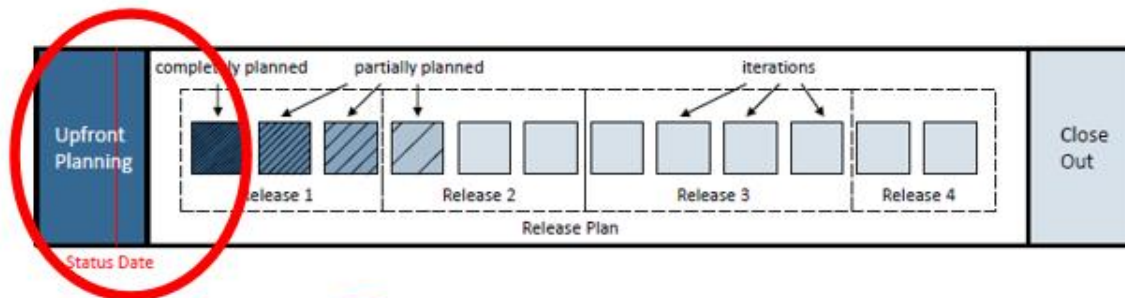 completely planned
partially planned
iterations
Upfront
Planning
Close
Out
Release 1
Release 2
Release 3
Release 4
Release Plan
Status Date